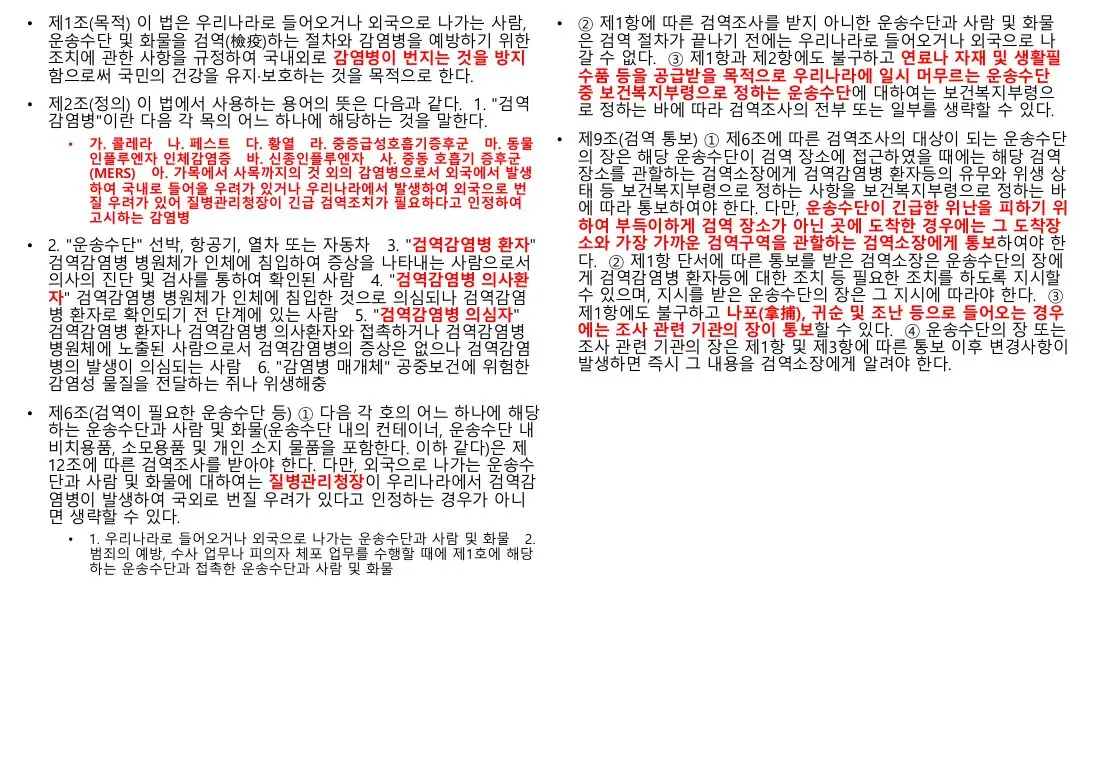 • 제1조(목적) 이 법은 우리나라로 들어오거나 외국으로 나가는 사람,
운송수단 및 화물을 검역(檢疫)하는 절차와 감염병을 예방하기 위한
조치에 관한 사항을 규정하여 국내외로 감염병이 번지는 것을 방지
함으로써 국민의 건강을 유지·보호하는 것을 목적으로 한다.
• 제2조(정의) 이 법에서 사용하는 용어의 뜻은 다음과 같다. 1. "검역
감염병"이란 다음 각 목의 어느 하나에 해당하는 것을 말한다.
• 가. 콜레라 나. 페스트 다. 황열 라. 중증급성호흡기증후군 마. 동물
인플루엔자 인체감염증 바. 신종인플루엔자 사. 중동 호흡기 증후군
(MERS) 아. 가목에서 사목까지의 것 외의 감염병으로서 외국에서 발생
하여 국내로 들어올 우려가 있거나 우리나라에서 발생하여 외국으로 번
질 우려가 있어 질병관리청장이 긴급 검역조치가 필요하다고 인정하여
고시하는 감염병
• 2. "운송수단" 선박, 항공기, 열차 또는 자동차 3. "검역감염병 환자"
검역감염병 병원체가 인체에 침입하여 증상을 나타내는 사람으로서
의사의 진단 및 검사를 통하여 확인된 사람 4. "검역감염병 의사환
자" 검역감염병 병원체가 인체에 침입한 것으로 의심되나 검역감염
병 환자로 확인되기 전 단계에 있는 사람 5. "검역감염병 의심자"
검역감염병 환자나 검역감염병 의사환자와 접촉하거나 검역감염병
병원체에 노출된 사람으로서 검역감염병의 증상은 없으나 검역감염
병의 발생이 의심되는 사람 6. "감염병 매개체" 공중보건에 위험한
감염성 물질을 전달하는 쥐나 위생해충
• 제6조(검역이 필요한 운송수단 등) ① 다음 각 호의 어느 하나에 해당
하는 운송수단과 사람 및 화물(운송수단 내의 컨테이너, 운송수단 내
비치용품, 소모용품 및 개인 소지 물품을 포함한다. 이하 같다)은 제
12조에 따른 검역조사를 받아야 한다. 다만, 외국으로 나가는 운송수
단과 사람 및 화물에 대하여는 질병관리청장이 우리나라에서 검역감
염병이 발생하여 국외로 번질 우려가 있다고 인정하는 경우가 아니
면 생략할 수 있다.
• 1. 우리나라로 들어오거나 외국으로 나가는 운송수단과 사람 및 화물 2.
범죄의 예방, 수사 업무나 피의자 체포 업무를 수행할 때에 제1호에 해당
하는 운송수단과 접촉한 운송수단과 사람 및 화물
• ② 제1항에 따른 검역조사를 받지 아니한 운송수단과 사람 및 화물
은 검역 절차가 끝나기 전에는 우리나라로 들어오거나 외국으로 나
갈 수 없다. ③ 제1항과 제2항에도 불구하고 연료나 자재 및 생활필
수품 등을 공급받을 목적으로 우리나라에 일시 머무르는 운송수단
중 보건복지부령으로 정하는 운송수단에 대하여는 보건복지부령으
로 정하는 바에 따라 검역조사의 전부 또는 일부를 생략할 수 있다.
• 제9조(검역 통보) ① 제6조에 따른 검역조사의 대상이 되는 운송수단
의 장은 해당 운송수단이 검역 장소에 접근하였을 때에는 해당 검역
장소를 관할하는 검역소장에게 검역감염병 환자등의 유무와 위생 상
태 등 보건복지부령으로 정하는 사항을 보건복지부령으로 정하는 바
에 따라 통보하여야 한다. 다만, 운송수단이 긴급한 위난을 피하기 위
하여 부득이하게 검역 장소가 아닌 곳에 도착한 경우에는 그 도착장
소와 가장 가까운 검역구역을 관할하는 검역소장에게 통보하여야 한
다. ② 제1항 단서에 따른 통보를 받은 검역소장은 운송수단의 장에
게 검역감염병 환자등에 대한 조치 등 필요한 조치를 하도록 지시할
수 있으며, 지시를 받은 운송수단의 장은 그 지시에 따라야 한다. ③
제1항에도 불구하고 나포(拿捕), 귀순 및 조난 등으로 들어오는 경우
에는 조사 관련 기관의 장이 통보할 수 있다. ④ 운송수단의 장 또는
조사 관련 기관의 장은 제1항 및 제3항에 따른 통보 이후 변경사항이
발생하면 즉시 그 내용을 검역소장에게 알려야 한다.